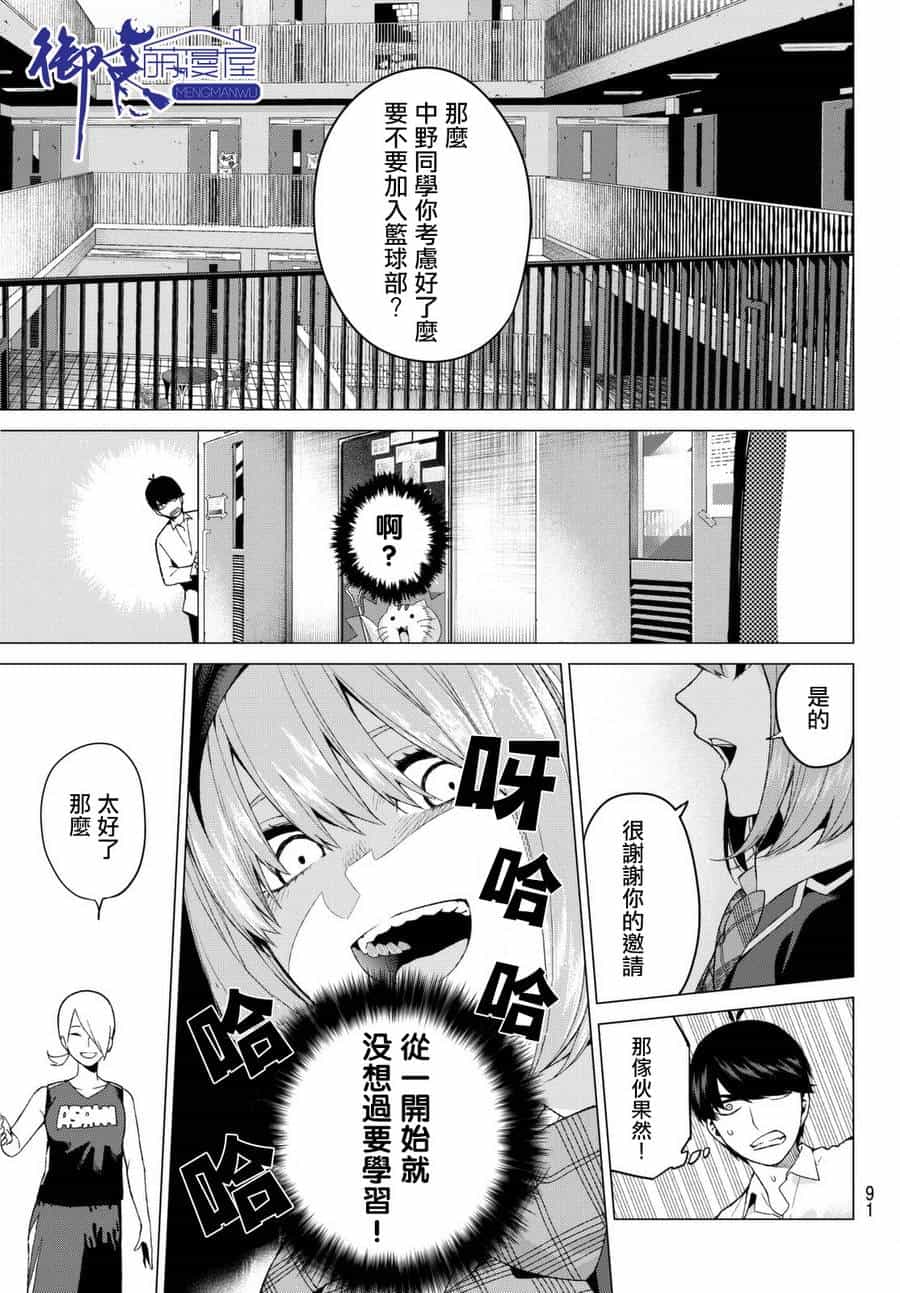 御憙萌漫屋
MENGMANWU
那麼
中野同學你考慮好了麼
要不要加入籃球部？
啊？
是的
很謝謝你的邀請
那傢伙果然！
呀哈哈
哈哈
從一開始就
没想過要學習！
太好了
那麼
ASAHI
91